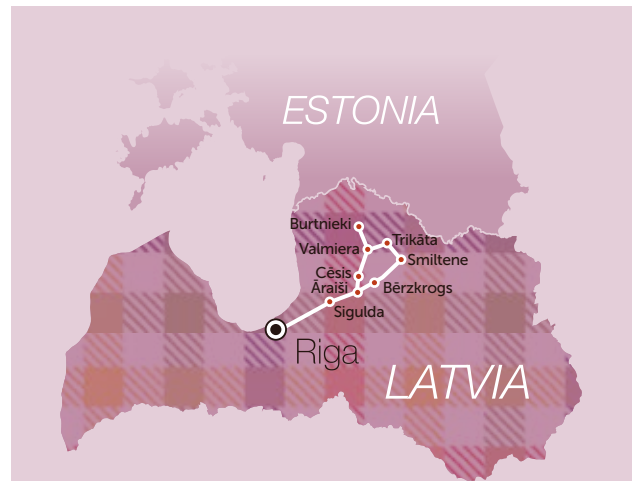 ESTONIA
Burtnieki
Trikāta
Valmiera
Smiltene
Cēsis
Āraiši
Bērzkrogs
Sigulda
Riga
LATVIA